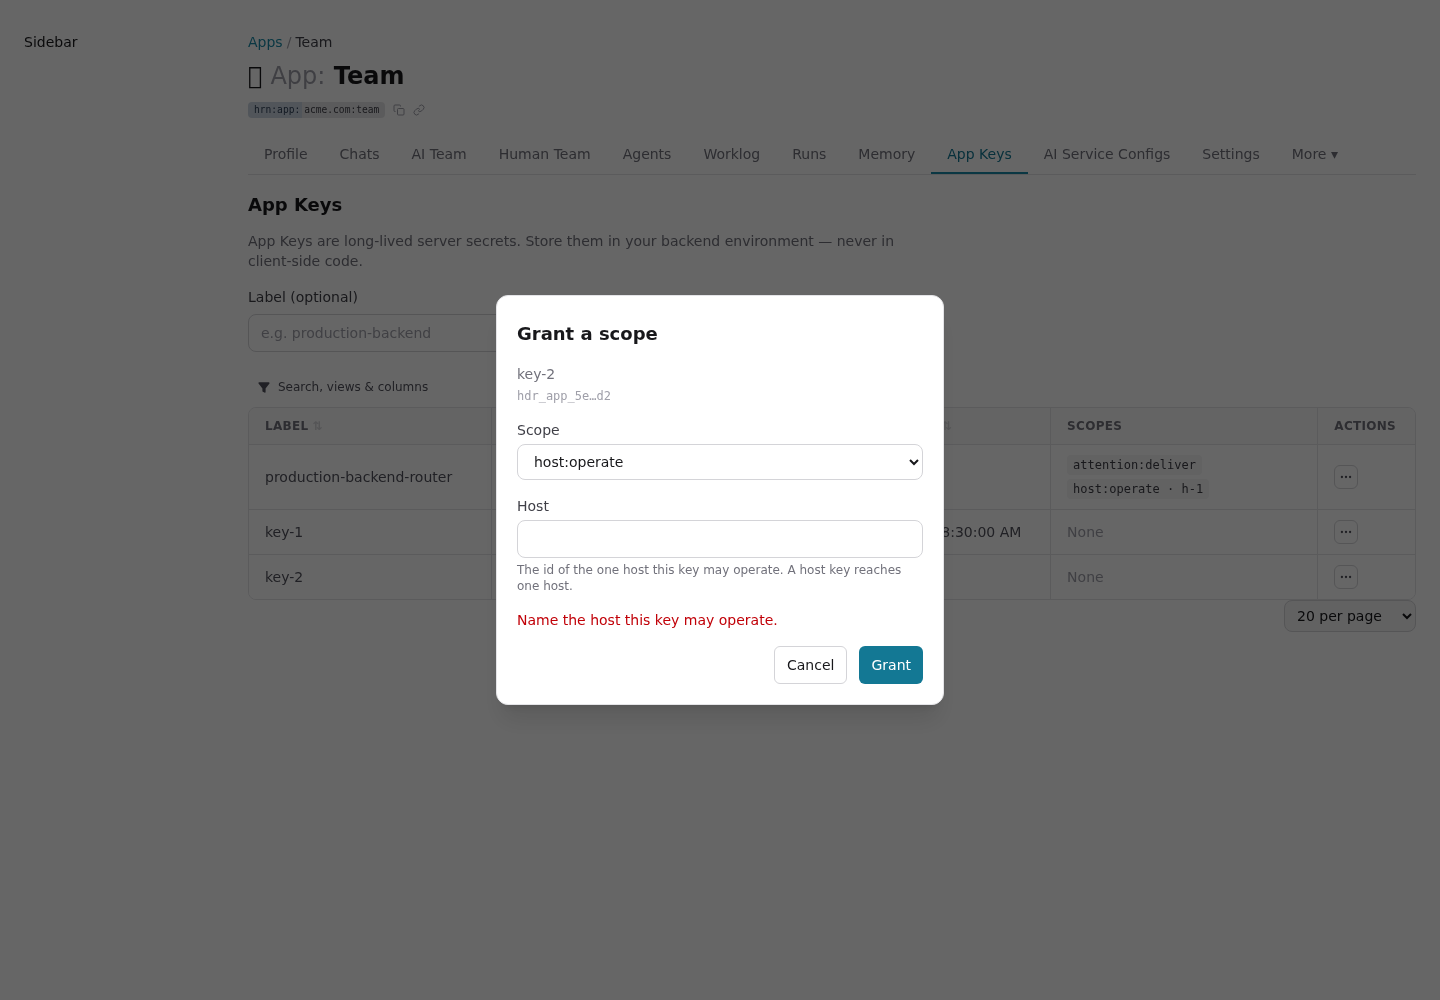 Sidebar
Apps / Team
App: Team
hrn:app: acme.com:team
Profile Chats AI Team Human Team Agents Worklog Runs Memory App Keys AI Service Configs Settings More ▾
App Keys
App Keys are long-lived server secrets. Store them in your backend environment — never in
client-side code.
Label (optional)
e.g. production-backend
Search, views & columns
LABEL SCOPES ACTIONS
production-backend-router attention:deliver
host:operate · h-1
key-1 8:30:00 AM None
key-2 None
20 per page
Grant a scope
key-2
hdr_app_5e…d2
Scope
host:operate
Host
The id of the one host this key may operate. A host key reaches
one host.
Name the host this key may operate.
Cancel Grant